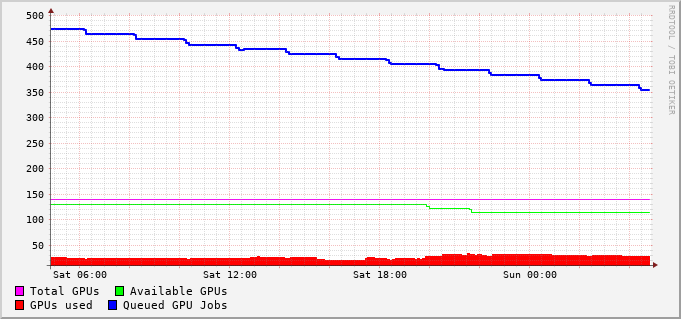 500
450
400
350
300
250
200
150
100
50
Sat 06:00 Sat 12:00 Sat 18:00 Sun 00:00
Total GPUs Available GPUs
GPUs used Queued GPU Jobs
RRDTOOL / TOBI OETIKER